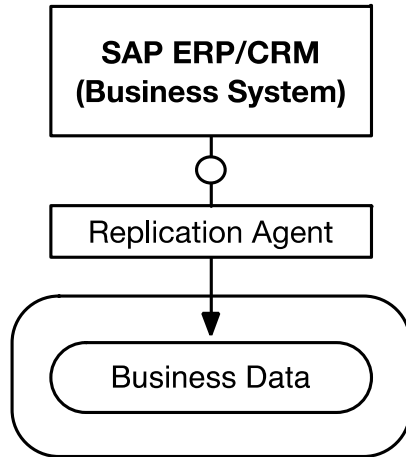 SAP ERP/CRM
(Business System)
Replication Agent
Business Data